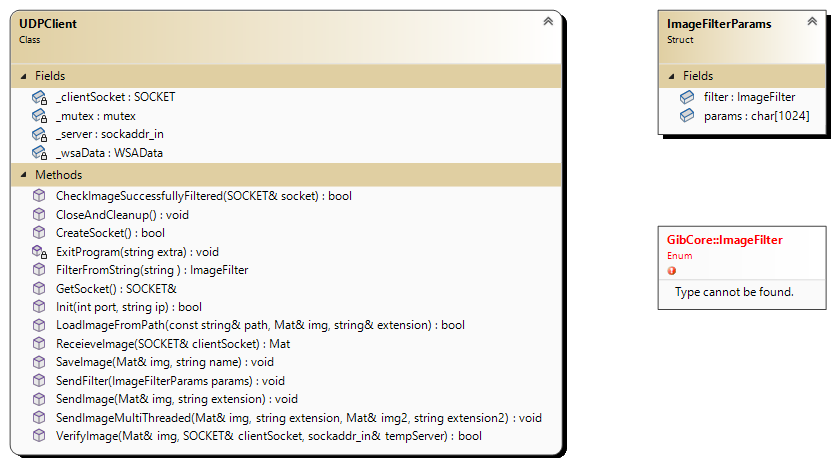 UDPClient
Class
Fields
_clientSocket : SOCKET
_mutex : mutex
_server : sockaddr_in
_wsaData : WSAData
Methods
CheckImageSuccessfullyFiltered(SOCKET& socket) : bool
CloseAndCleanup() : void
CreateSocket() : bool
ExitProgram(string extra) : void
FilterFromString(string ) : ImageFilter
GetSocket() : SOCKET&
Init(int port, string ip) : bool
LoadImageFromPath(const string& path, Mat& img, string& extension) : bool
ReceieveImage(SOCKET& clientSocket) : Mat
SaveImage(Mat& img, string name) : void
SendFilter(ImageFilterParams params) : void
SendImage(Mat& img, string extension) : void
SendImageMultiThreaded(Mat& img, string extension, Mat& img2, string extension2) : void
VerifyImage(Mat& img, SOCKET& clientSocket, sockaddr_in& tempServer) : bool
ImageFilterParams
Struct
Fields
filter : ImageFilter
params : char[1024]
GibCore::ImageFilter
Enum
Type cannot be found.